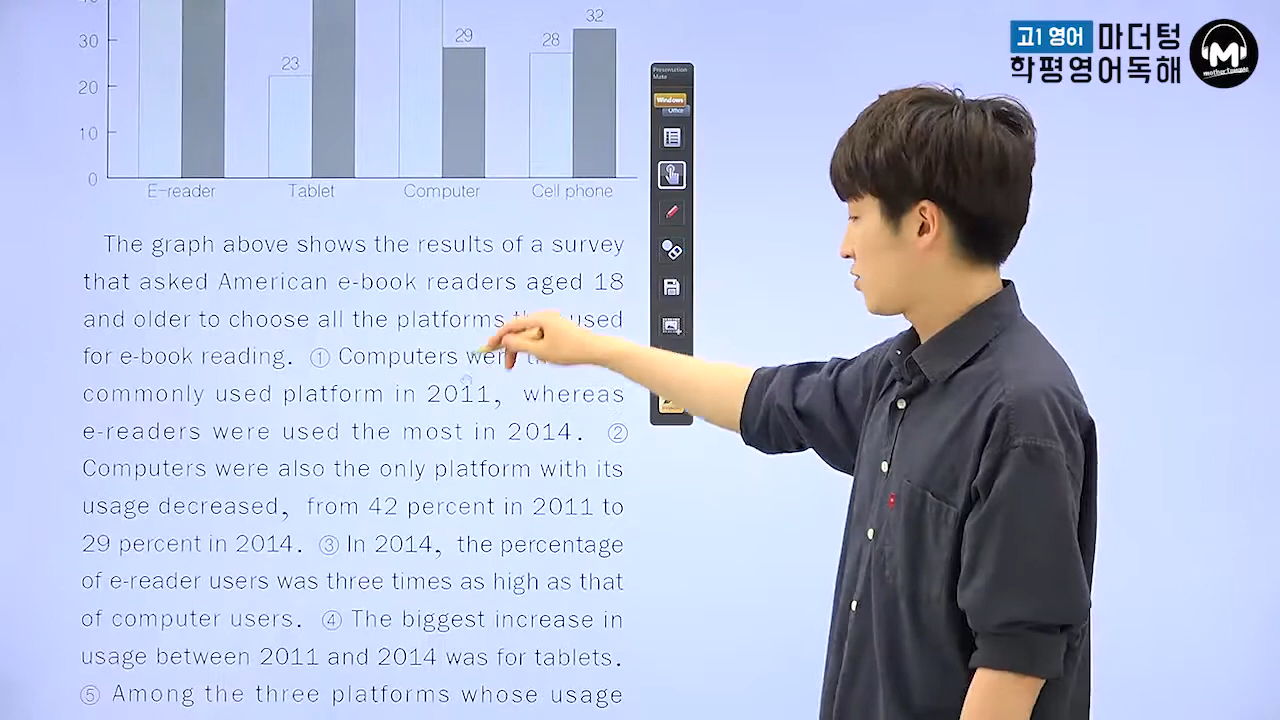 고1 영어 마더텅
학평영어독해
M
mother tongue
30
20
10
0
23
29
28
32
E-reader Tablet Computer Cell phone
Presentation
Mate
Windows
Office
The graph above shows the results of a survey
that asked American e-book readers aged 18
and older to choose all the platforms used
for e-book reading. ① Computers were
commonly used platform in 2011, whereas
e-readers were used the most in 2014. ②
Computers were also the only platform with its
usage decreased, from 42 percent in 2011 to
29 percent in 2014. ③ In 2014, the percentage
of e-reader users was three times as high as that
of computer users. ④ The biggest increase in
usage between 2011 and 2014 was for tablets.
⑤ Among the three platforms whose usage